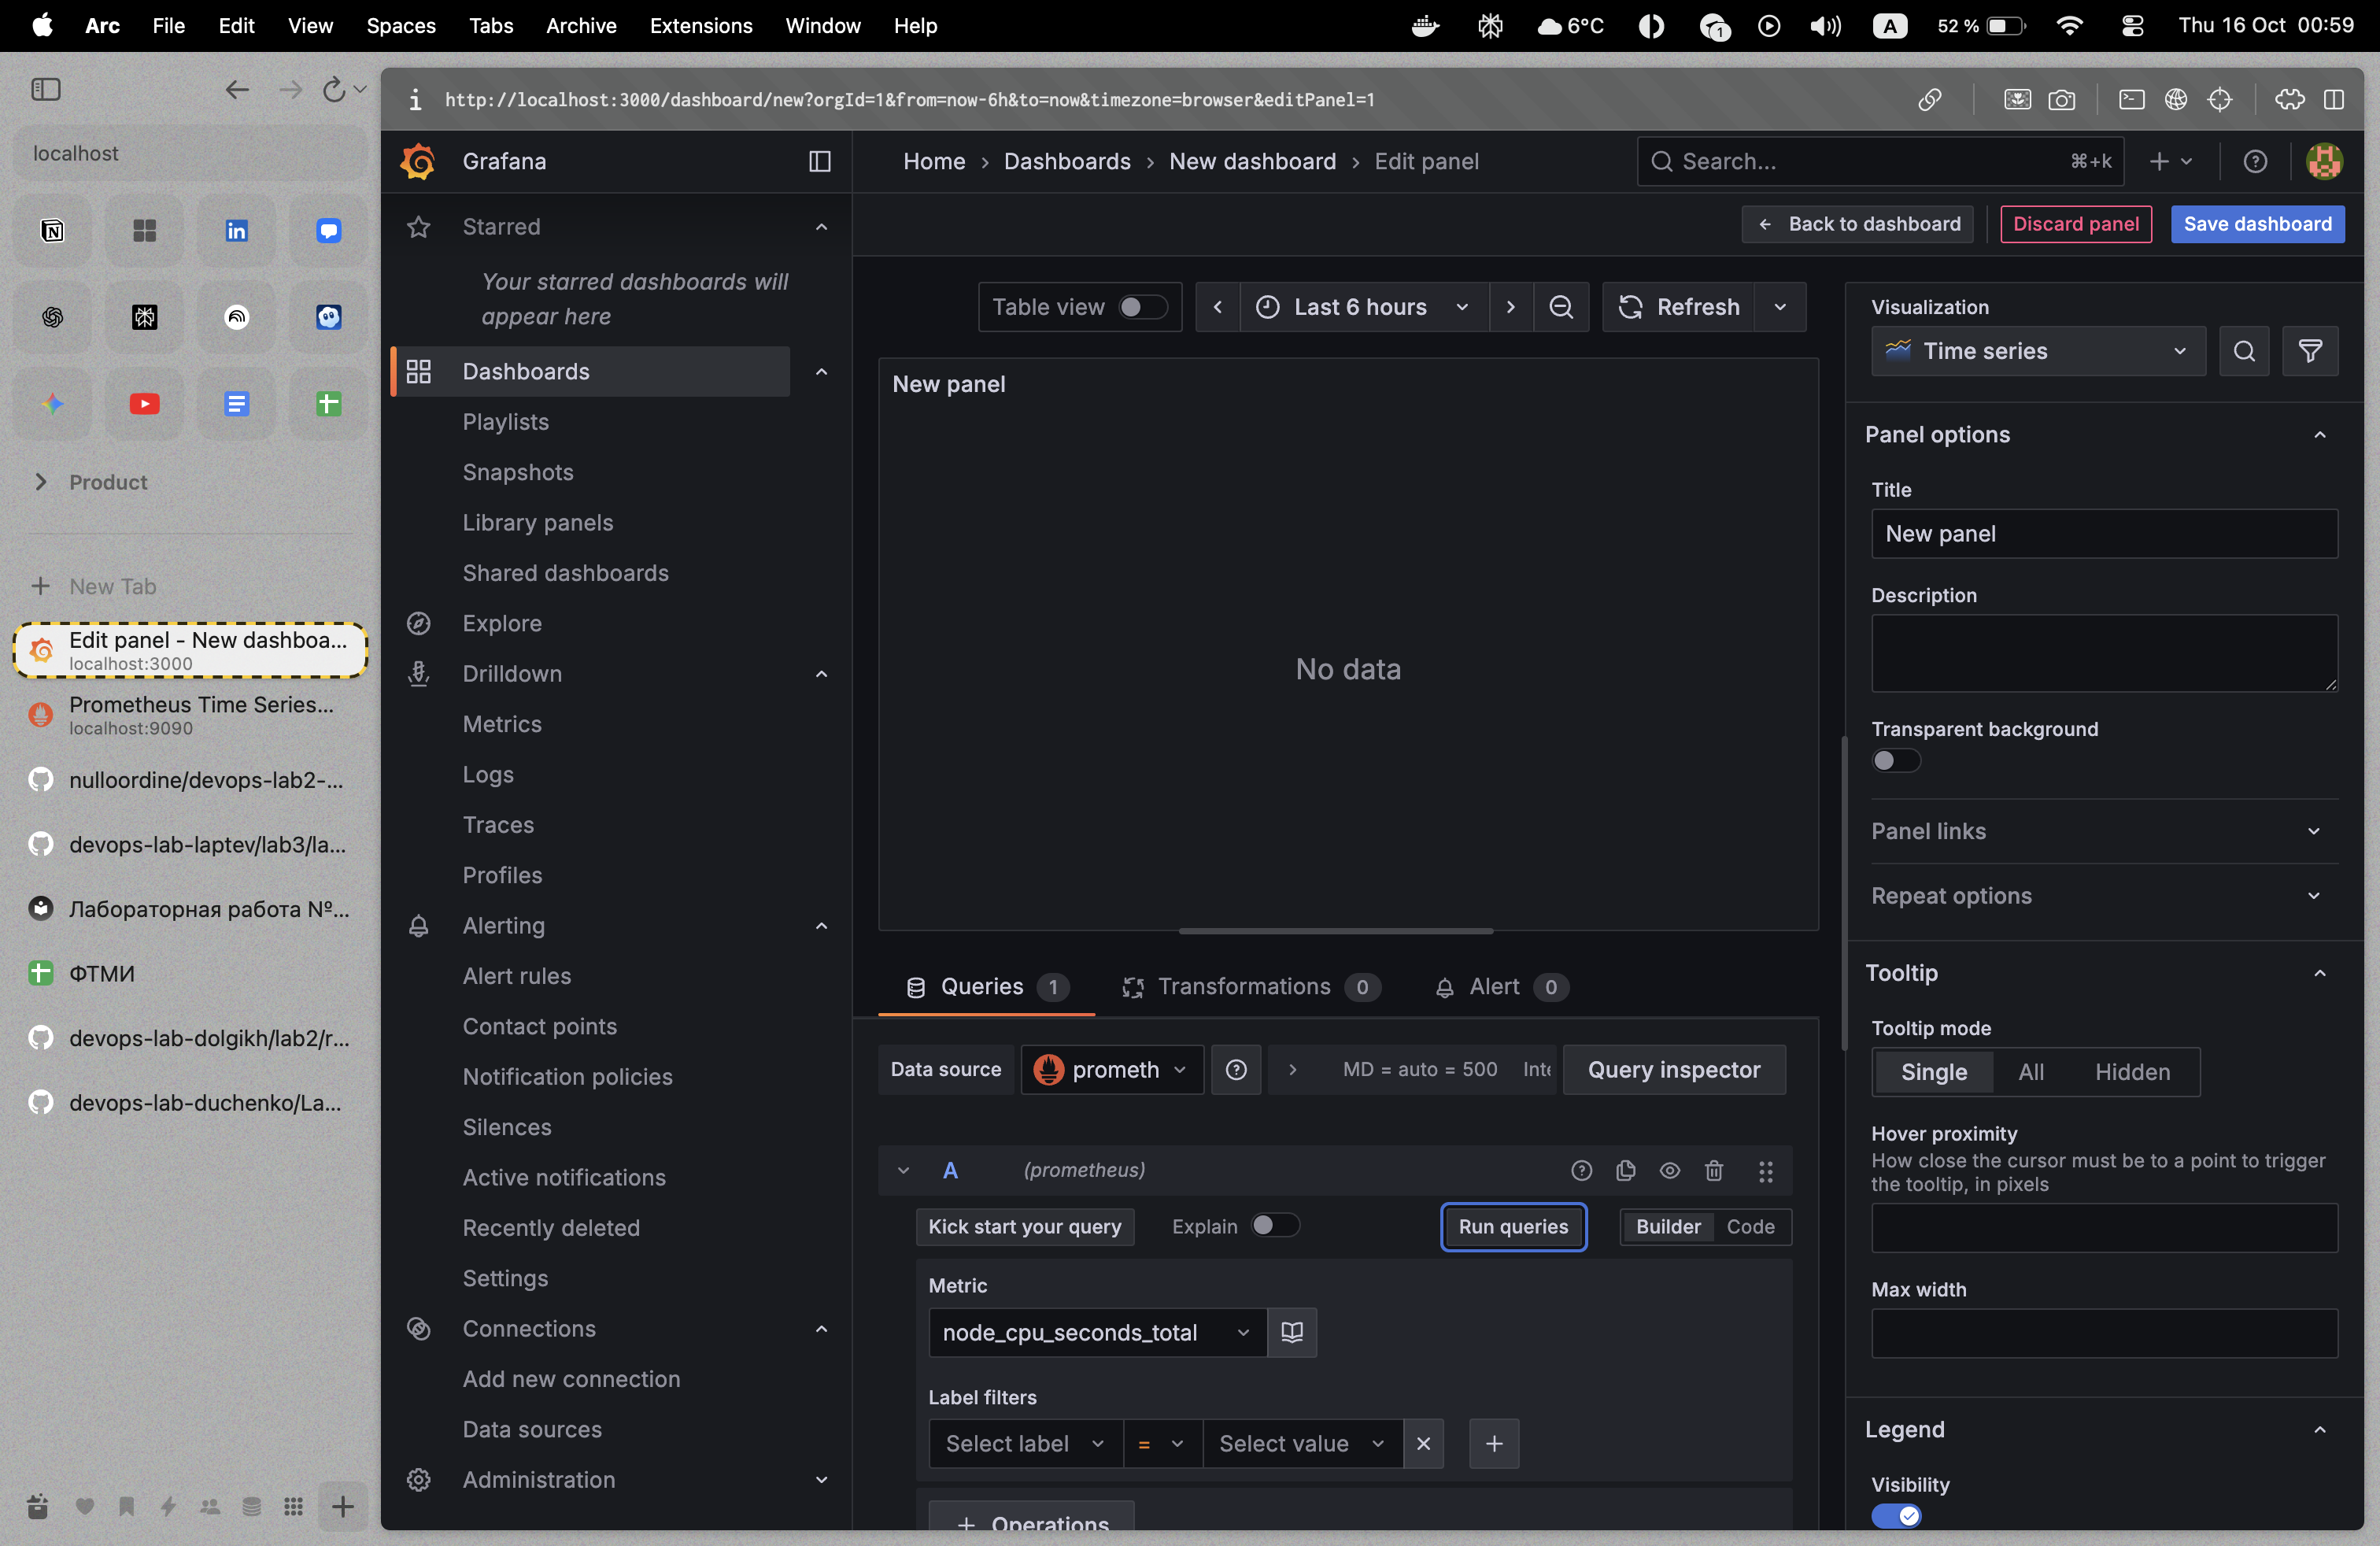 Arc File Edit View Spaces Tabs Archive Extensions Window Help
1 6°C A 52 % Thu 16 Oct 00:59
http://localhost:3000/dashboard/new?orgId=1&from=now-6h&to=now&timezone=browser&editPanel=1
localhost
Product
New Tab
Edit panel - New dashboa...
localhost:3000
Prometheus Time Series...
localhost:9090
nulloordine/devops-lab2-...
devops-lab-laptev/lab3/la...
Лабораторная работа №...
ФТМИ
devops-lab-dolgikh/lab2/r...
devops-lab-duchenko/La...
Grafana
Home › Dashboards › New dashboard › Edit panel
Search... ⌘+k
Back to dashboard
Discard panel
Save dashboard
Starred
Your starred dashboards will
appear here
Dashboards
Playlists
Snapshots
Library panels
Shared dashboards
Explore
Drilldown
Metrics
Logs
Traces
Profiles
Alerting
Alert rules
Contact points
Notification policies
Silences
Active notifications
Recently deleted
Settings
Connections
Add new connection
Data sources
Administration
Table view
Last 6 hours
Refresh
New panel
No data
Queries 1
Transformations 0
Alert 0
Data source
prometh
MD = auto = 500 Inte
Query inspector
A (prometheus)
Kick start your query
Explain
Run queries
Builder Code
Metric
node_cpu_seconds_total
Label filters
Select label = Select value
+ Operations
Visualization
Time series
Panel options
Title
New panel
Description
Transparent background
Panel links
Repeat options
Tooltip
Tooltip mode
Single All Hidden
Hover proximity
How close the cursor must be to a point to trigger
the tooltip, in pixels
Max width
Legend
Visibility